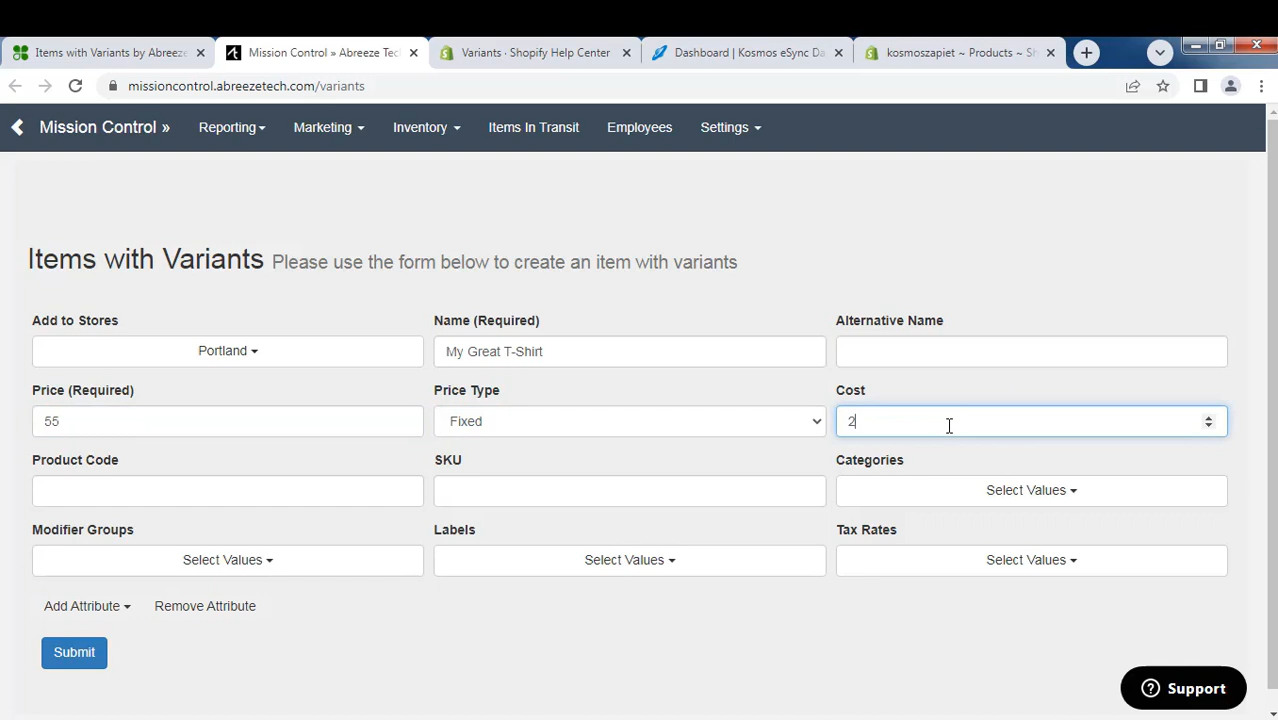 Items with Variants by Abreeze
Mission Control » Abreeze Tec
Variants · Sh
Center
Dashboard | Kosmos eSync Da
kosmoszapiet ~ Products ~ Sh
missioncontrol.abreezetech.com/variants
Mission Control » Reporting Marketing Inventory Items In Transit Employees Settings
Items with Variants Please use the form below to create an item with variants
Add to Stores Name (Required) Alternative Name
Portland My Great T-Shirt
Price (Required) Price Type Cost
55 Fixed 2
Product Code SKU Categories
Select Values
Modifier Groups Labels Tax Rates
Select Values Select Values Select Values
Add Attribute Remove Attribute
Submit
Support